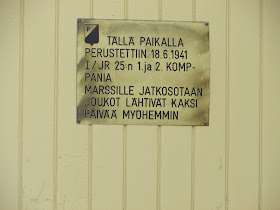 TÄLLÄ PAIKALLA
PERUSTETTIIN 18.6.1941
I/JR 25:n 1.ja 2. KOMP-
PANIA
MARSSILLE JATKOSOTAAN
JOUKOT LÄHTIVÄT KAKSI
PÄIVÄÄ MYÖHEMMIN